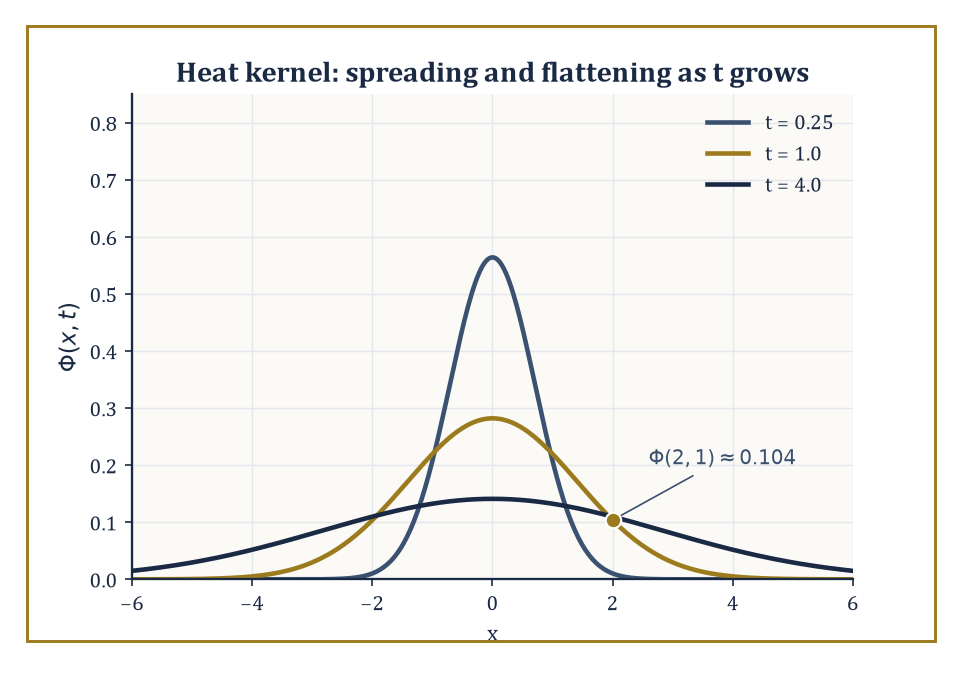 Heat kernel: spreading and flattening as t grows
t = 0.25
t = 1.0
t = 4.0
Φ(x, t)
0.8
0.7
0.6
0.5
0.4
0.3
0.2
0.1
0.0
Φ(2, 1) ≈ 0.104
−6 −4 −2 0 2 4 6
x